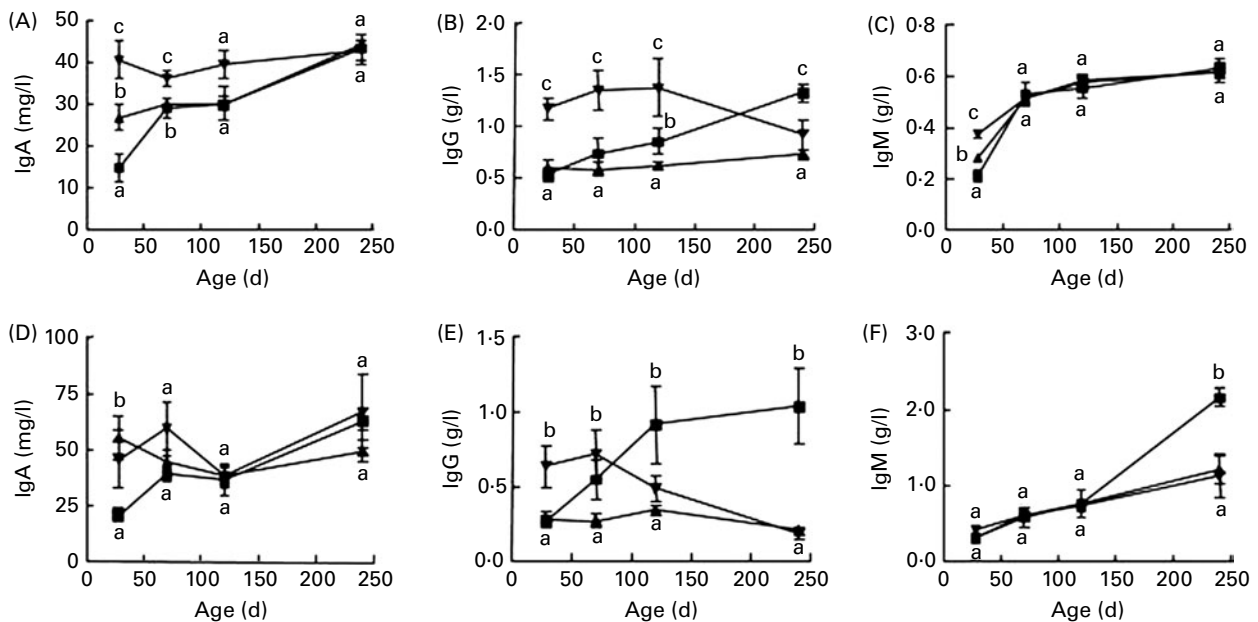 (A)
50
40
30
20
10
0
IgA (mg/l)
c
c
a
b
b
a
a
a
0 50 100 150 200 250
Age (d)
(B)
2·0
1·5
1·0
0·5
0·0
IgG (g/l)
c
c
c
c
b
a
a
a
a
0 50 100 150 200 250
Age (d)
(C)
0·8
0·6
0·4
0·2
0·0
IgM (g/l)
c
b
a
a
a
a
a
a
a
0 50 100 150 200 250
Age (d)
(D)
100
75
50
25
0
IgA (mg/l)
b
a
a
a
a
a
a
a
0 50 100 150 200 250
Age (d)
(E)
1·5
1·0
0·5
0·0
IgG (g/l)
b
b
b
b
a
a
a
a
0 50 100 150 200 250
Age (d)
(F)
3·0
2·0
1·0
0·0
IgM (g/l)
a
a
a
b
a
a
a
a
0 50 100 150 200 250
Age (d)